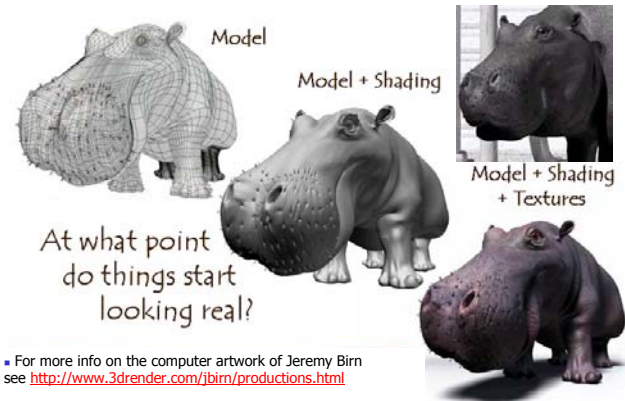 Model
Model + Shading
Model + Shading
+ Textures
At what point
do things start
looking real?
▪ For more info on the computer artwork of Jeremy Birn
see http://www.3drender.com/jbirn/productions.html